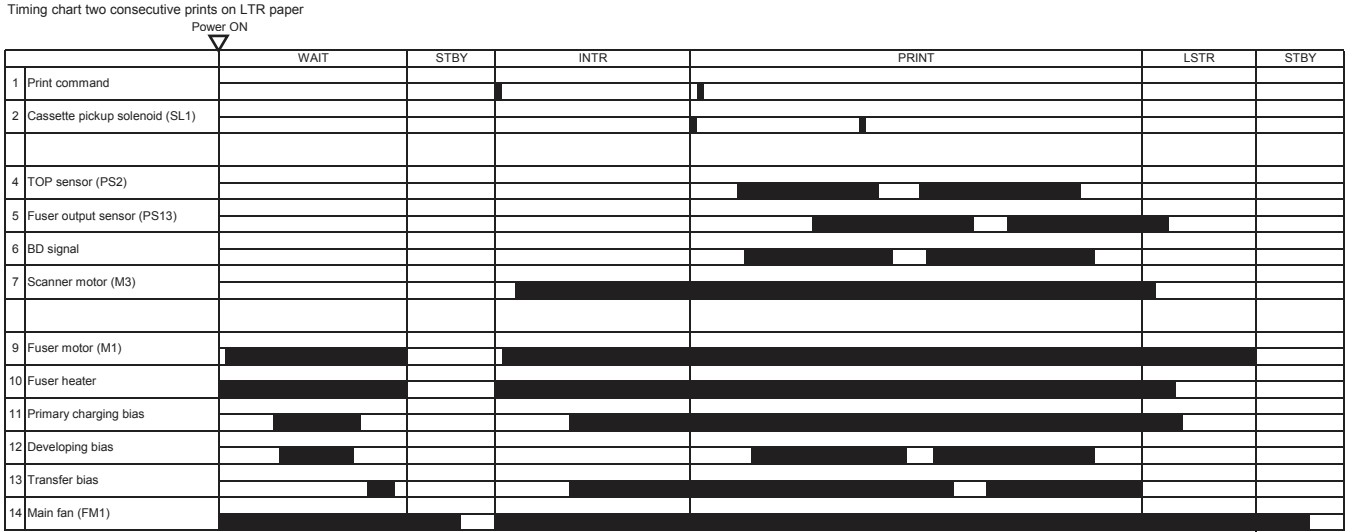 Timing chart two consecutive prints on LTR paper
Power ON
WAIT STBY INTR PRINT LSTR STBY
1 Print command
2 Cassette pickup solenoid (SL1)
4 TOP sensor (PS2)
5 Fuser output sensor (PS13)
6 BD signal
7 Scanner motor (M3)
9 Fuser motor (M1)
10 Fuser heater
11 Primary charging bias
12 Developing bias
13 Transfer bias
14 Main fan (FM1)